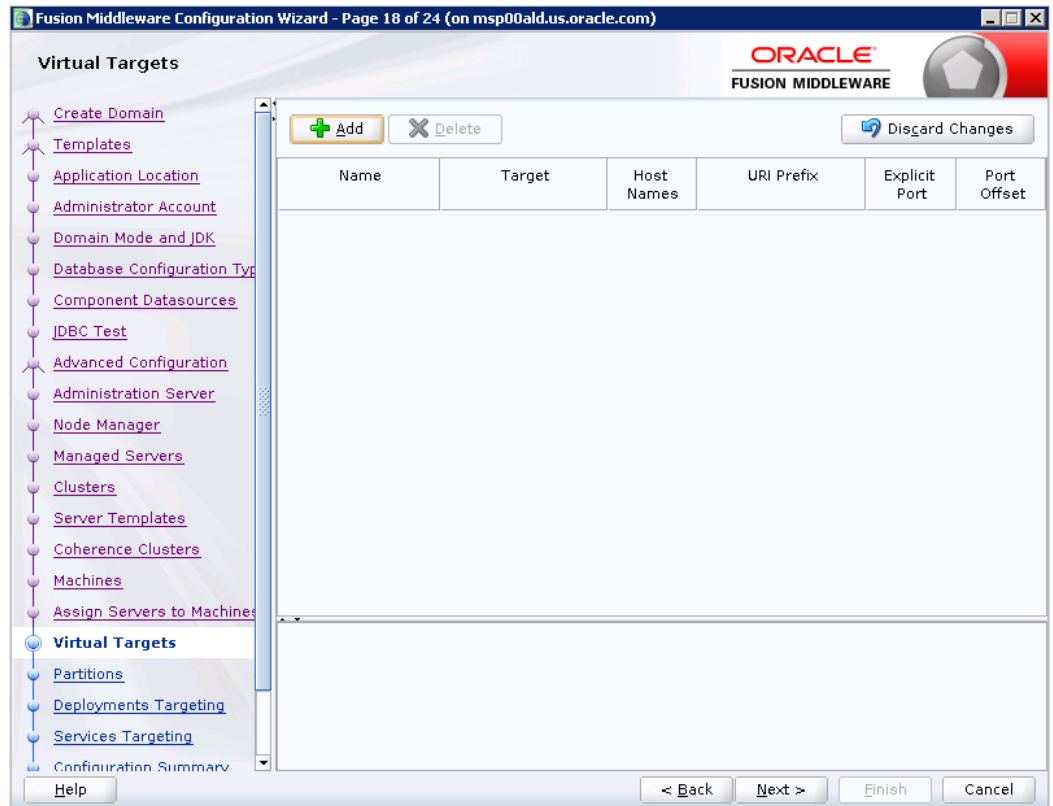 Fusion Middleware Configuration Wizard - Page 18 of 24 (on msp00ald.us.oracle.com)
Virtual Targets
ORACLE
FUSION MIDDLEWARE
Create Domain
Templates
Application Location
Administrator Account
Domain Mode and JDK
Database Configuration Typ
Component Datasources
JDBC Test
Advanced Configuration
Administration Server
Node Manager
Managed Servers
Clusters
Server Templates
Coherence Clusters
Machines
Assign Servers to Machines
Virtual Targets
Partitions
Deployments Targeting
Services Targeting
Configuration Summary
Add Delete Discard Changes
Name Target Host Names URI Prefix Explicit Port Port Offset
Help < Back Next > Finish Cancel